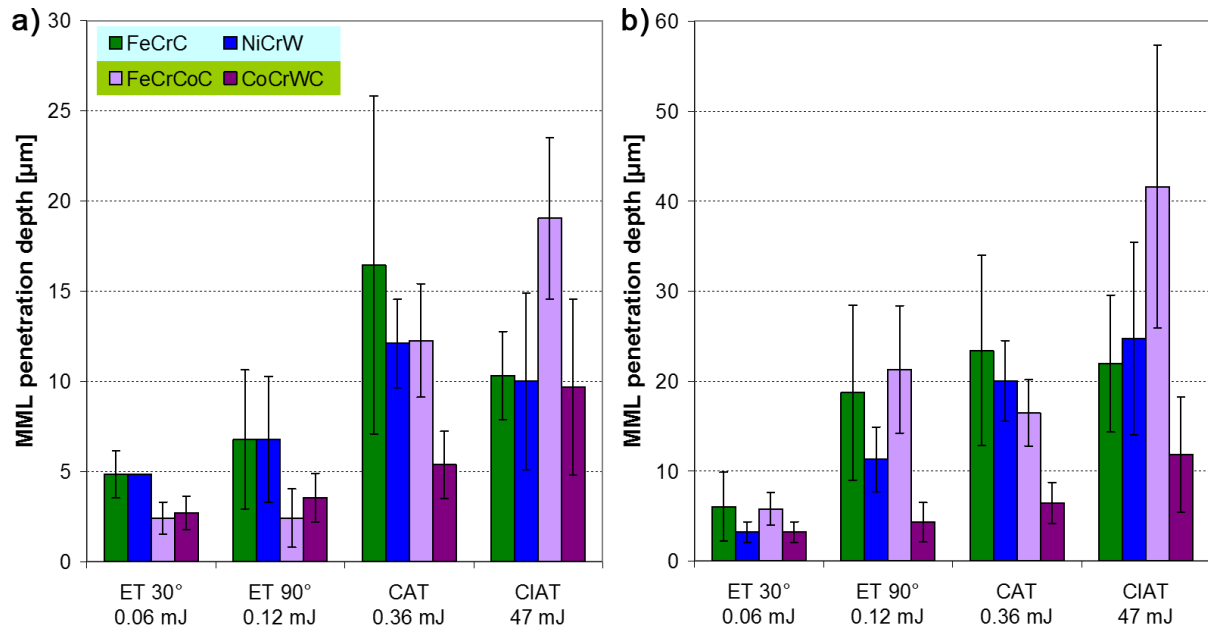 a)
MML penetration depth [µm]
30
25
20
15
10
5
0
FeCrC NiCrW
FeCrCoC CoCrWC
ET 30° ET 90° CAT CIAT
0.06 mJ 0.12 mJ 0.36 mJ 47 mJ
b)
MML penetration depth [µm]
60
50
40
30
20
10
0
ET 30° ET 90° CAT CIAT
0.06 mJ 0.12 mJ 0.36 mJ 47 mJ